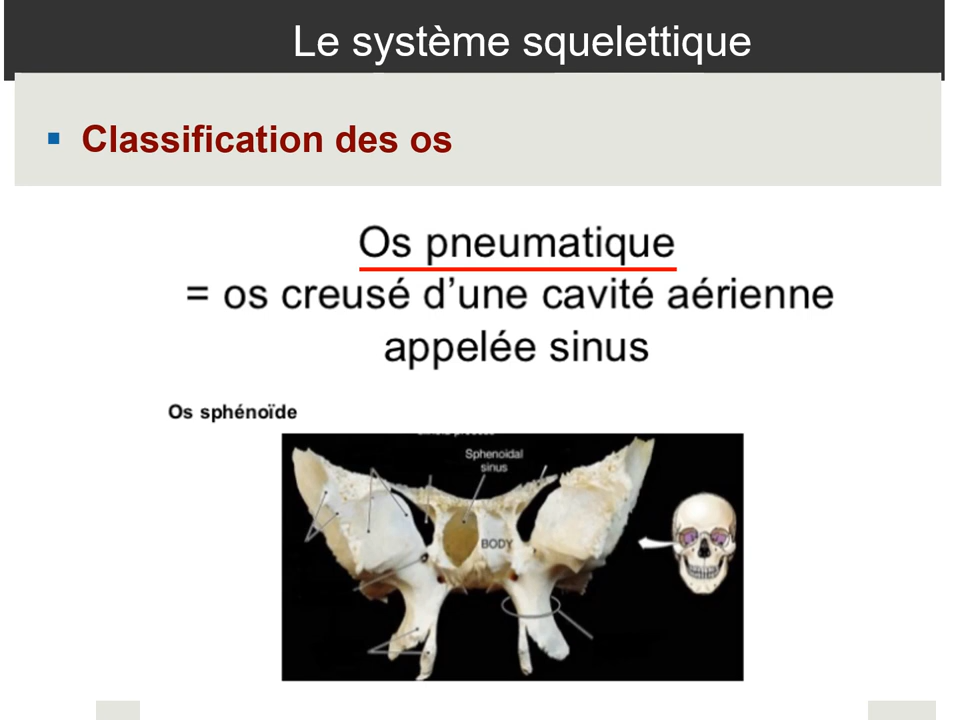 Le système squelettique
Classification des os
Os pneumatique
= os creusé d’une cavité aérienne
appelée sinus
Os sphénoïde
Sphenoidal
sinus
BODY